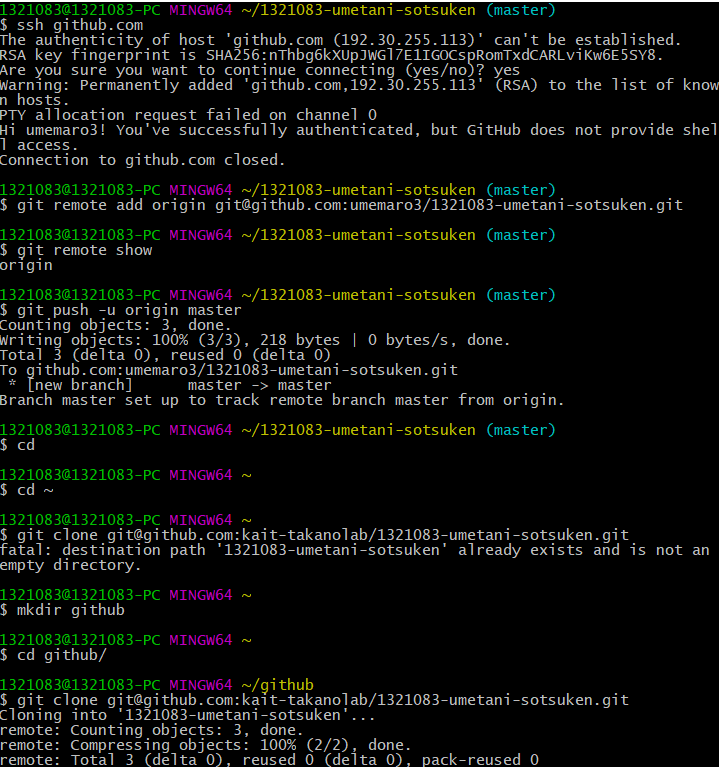 1321083@1321083-PC MINGW64 ~/1321083-umetani-sotsuken (master)
$ ssh github.com
The authenticity of host 'github.com (192.30.255.113)' can't be established.
RSA key fingerprint is SHA256:nThbg6kXUpJWGl7E1IGOCspRomTxdCARLviKw6E5SY8.
Are you sure you want to continue connecting (yes/no)? yes
Warning: Permanently added 'github.com,192.30.255.113' (RSA) to the list of know
n hosts.
PTY allocation request failed on channel 0
Hi umemaro3! You've successfully authenticated, but GitHub does not provide shel
l access.
Connection to github.com closed.
1321083@1321083-PC MINGW64 ~/1321083-umetani-sotsuken (master)
$ git remote add origin git@github.com:umemaro3/1321083-umetani-sotsuken.git
1321083@1321083-PC MINGW64 ~/1321083-umetani-sotsuken (master)
$ git remote show
origin
1321083@1321083-PC MINGW64 ~/1321083-umetani-sotsuken (master)
$ git push -u origin master
Counting objects: 3, done.
Writing objects: 100% (3/3), 218 bytes | 0 bytes/s, done.
Total 3 (delta 0), reused 0 (delta 0)
To github.com:umemaro3/1321083-umetani-sotsuken.git
 * [new branch]      master -> master
Branch master set up to track remote branch master from origin.
1321083@1321083-PC MINGW64 ~/1321083-umetani-sotsuken (master)
$ cd
1321083@1321083-PC MINGW64 ~
$ cd ~
1321083@1321083-PC MINGW64 ~
$ git clone git@github.com:kait-takanolab/1321083-umetani-sotsuken.git
fatal: destination path '1321083-umetani-sotsuken' already exists and is not an
empty directory.
1321083@1321083-PC MINGW64 ~
$ mkdir github
1321083@1321083-PC MINGW64 ~
$ cd github/
1321083@1321083-PC MINGW64 ~/github
$ git clone git@github.com:kait-takanolab/1321083-umetani-sotsuken.git
Cloning into '1321083-umetani-sotsuken'...
remote: Counting objects: 3, done.
remote: Compressing objects: 100% (2/2), done.
remote: Total 3 (delta 0), reused 0 (delta 0), pack-reused 0